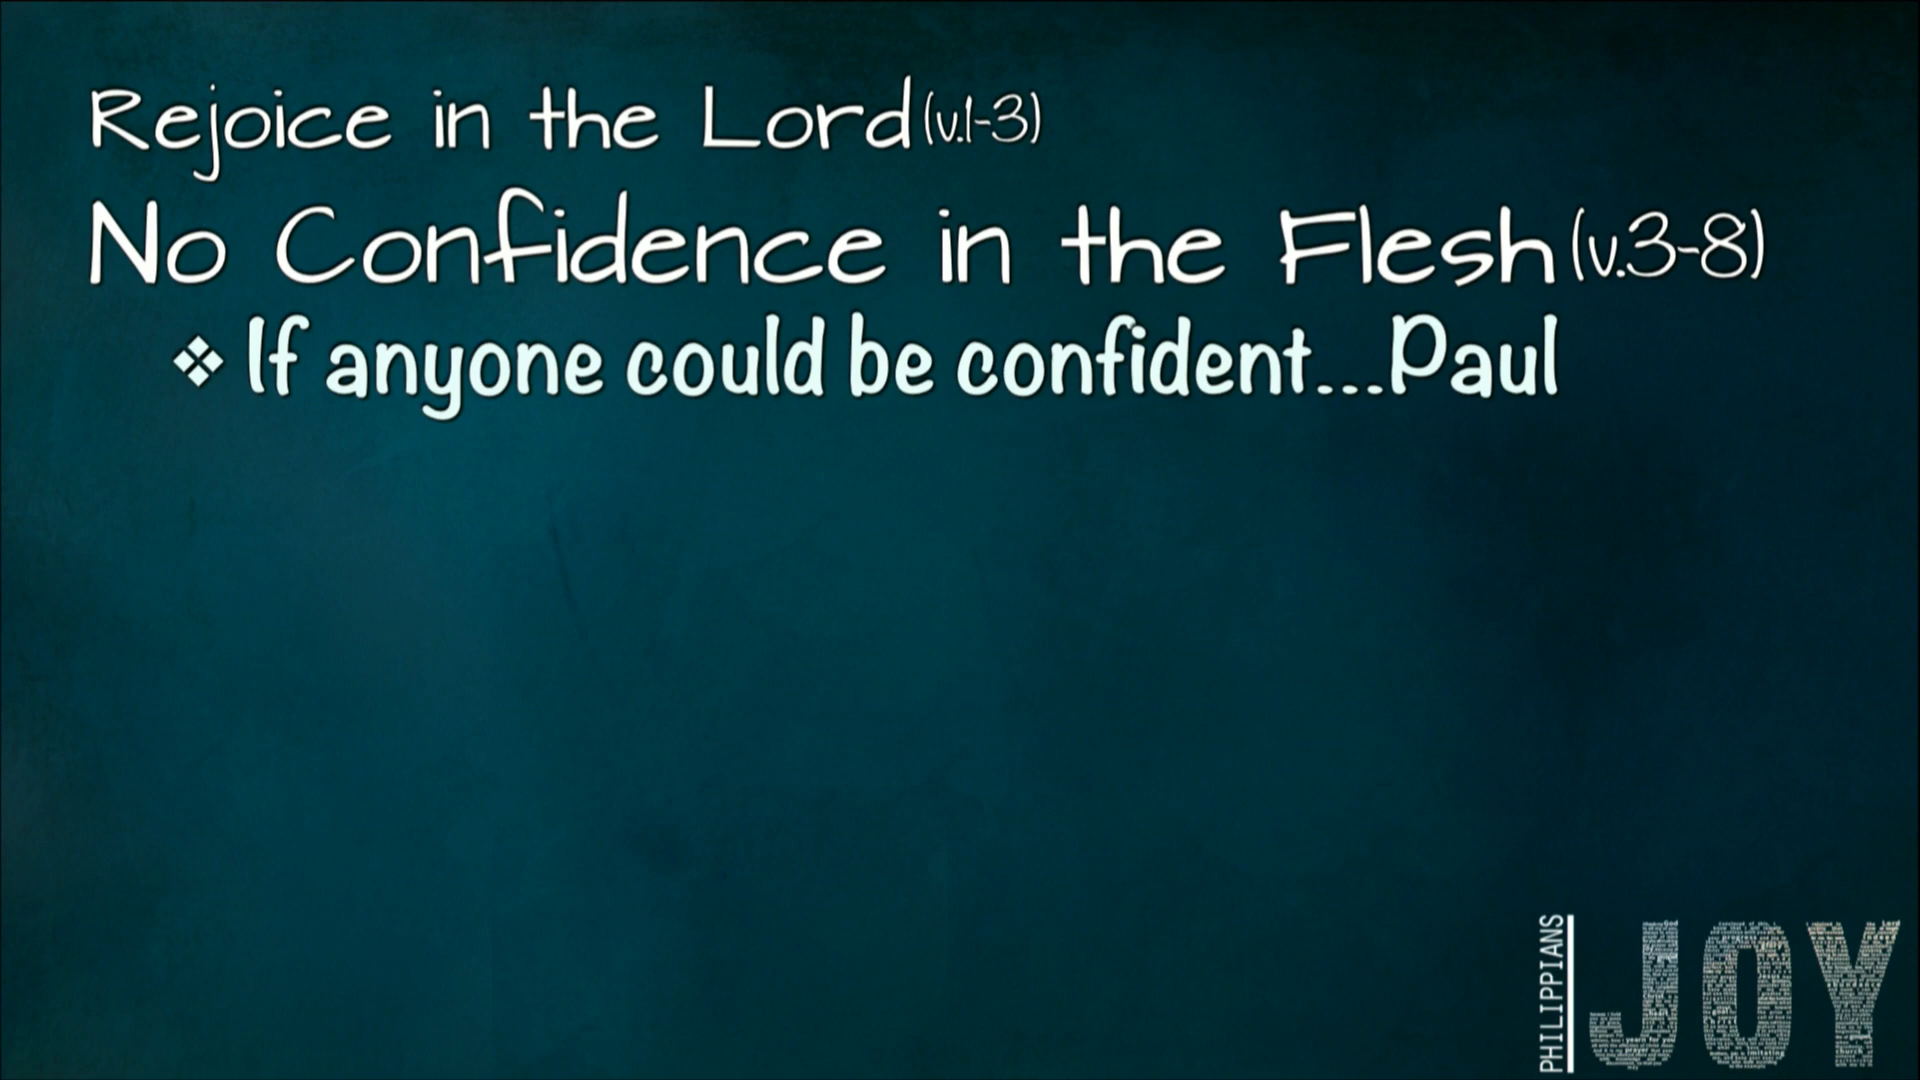 Rejoice in the Lord (v.1-3)
No Confidence in the Flesh (v.3-8)
❖ If anyone could be confident...Paul
PHILIPPIANS
JOY